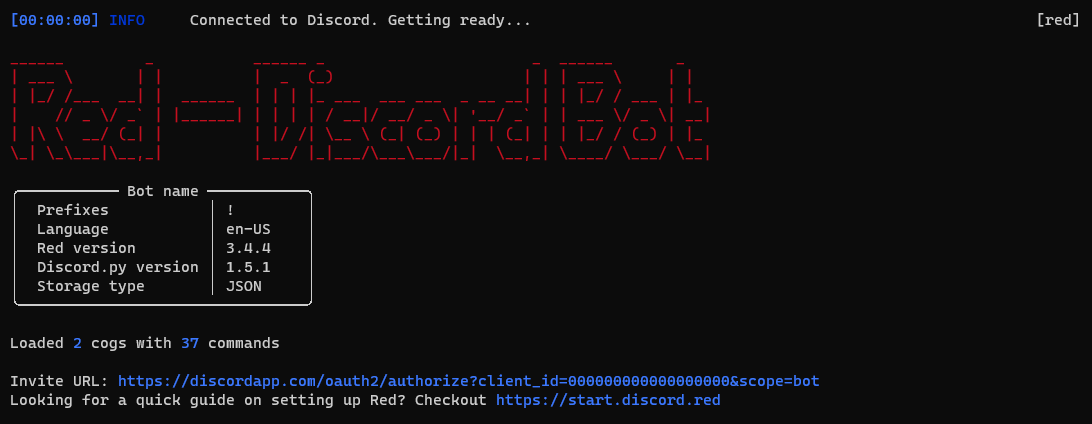 [00:00:00] INFO     Connected to Discord. Getting ready...     [red]
Red-DiscordBot
Bot name
Prefixes !
Language en-US
Red version 3.4.4
Discord.py version 1.5.1
Storage type JSON
Loaded 2 cogs with 37 commands
Invite URL: https://discordapp.com/oauth2/authorize?client_id=000000000000000000&scope=bot
Looking for a quick guide on setting up Red? Checkout https://start.discord.red